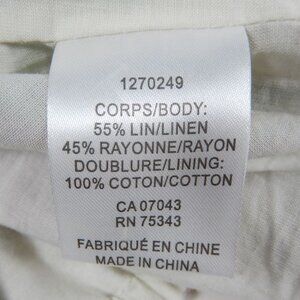 1270249
CORPS/BODY:
55% LIN/LINEN
45% RAYONNE/RAYON
DOUBLURE/LINING:
100% COTON/COTTON
CA 07043
RN 75343
FABRIQUÉ EN CHINE
MADE IN CHINA